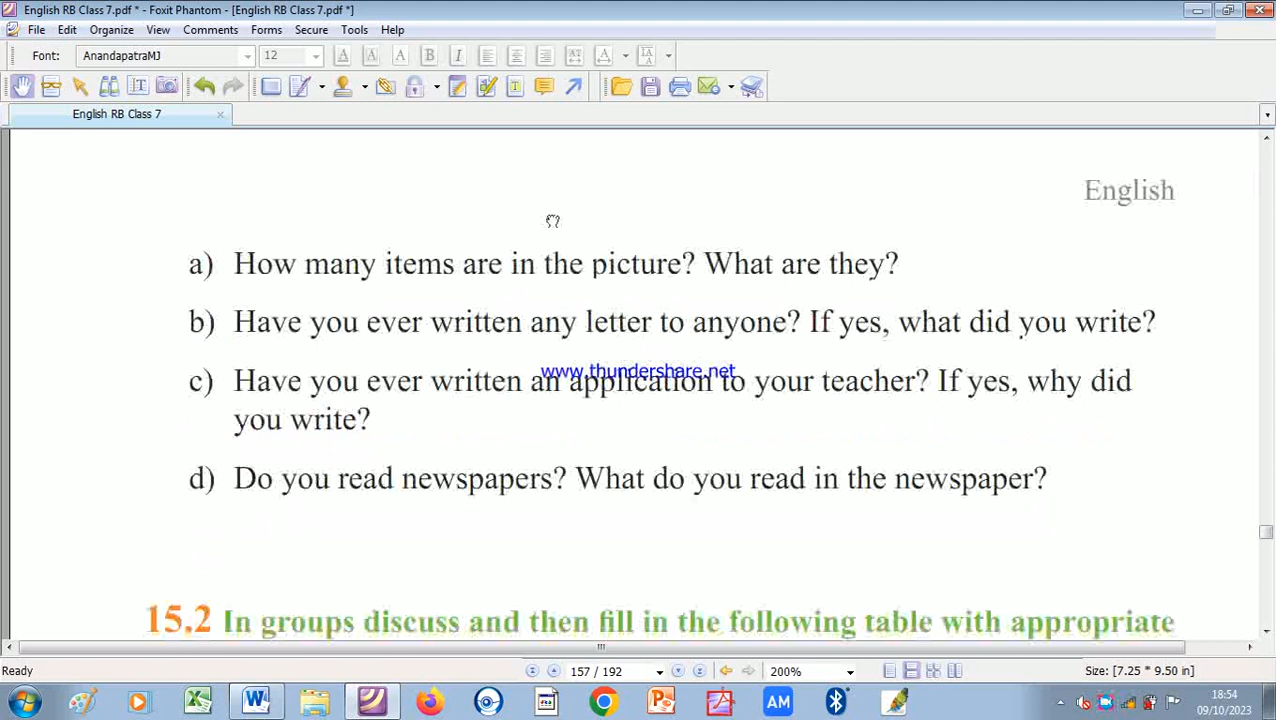 English RB Class 7.pdf * - Foxit Phantom - [English RB Class 7.pdf *]
File Edit Organize View Comments Forms Secure Tools Help
Font: AnandapatraMJ 12
English RB Class 7
English
a) How many items are in the picture? What are they?
b) Have you ever written any letter to anyone? If yes, what did you write?
www.thundershare.net
c) Have you ever written an application to your teacher? If yes, why did
you write?
d) Do you read newspapers? What do you read in the newspaper?
15.2 In groups discuss and then fill in the following table with appropriate
Ready 157 / 192 200% Size: [7.25 * 9.50 in]
AM 18:54
09/10/2023